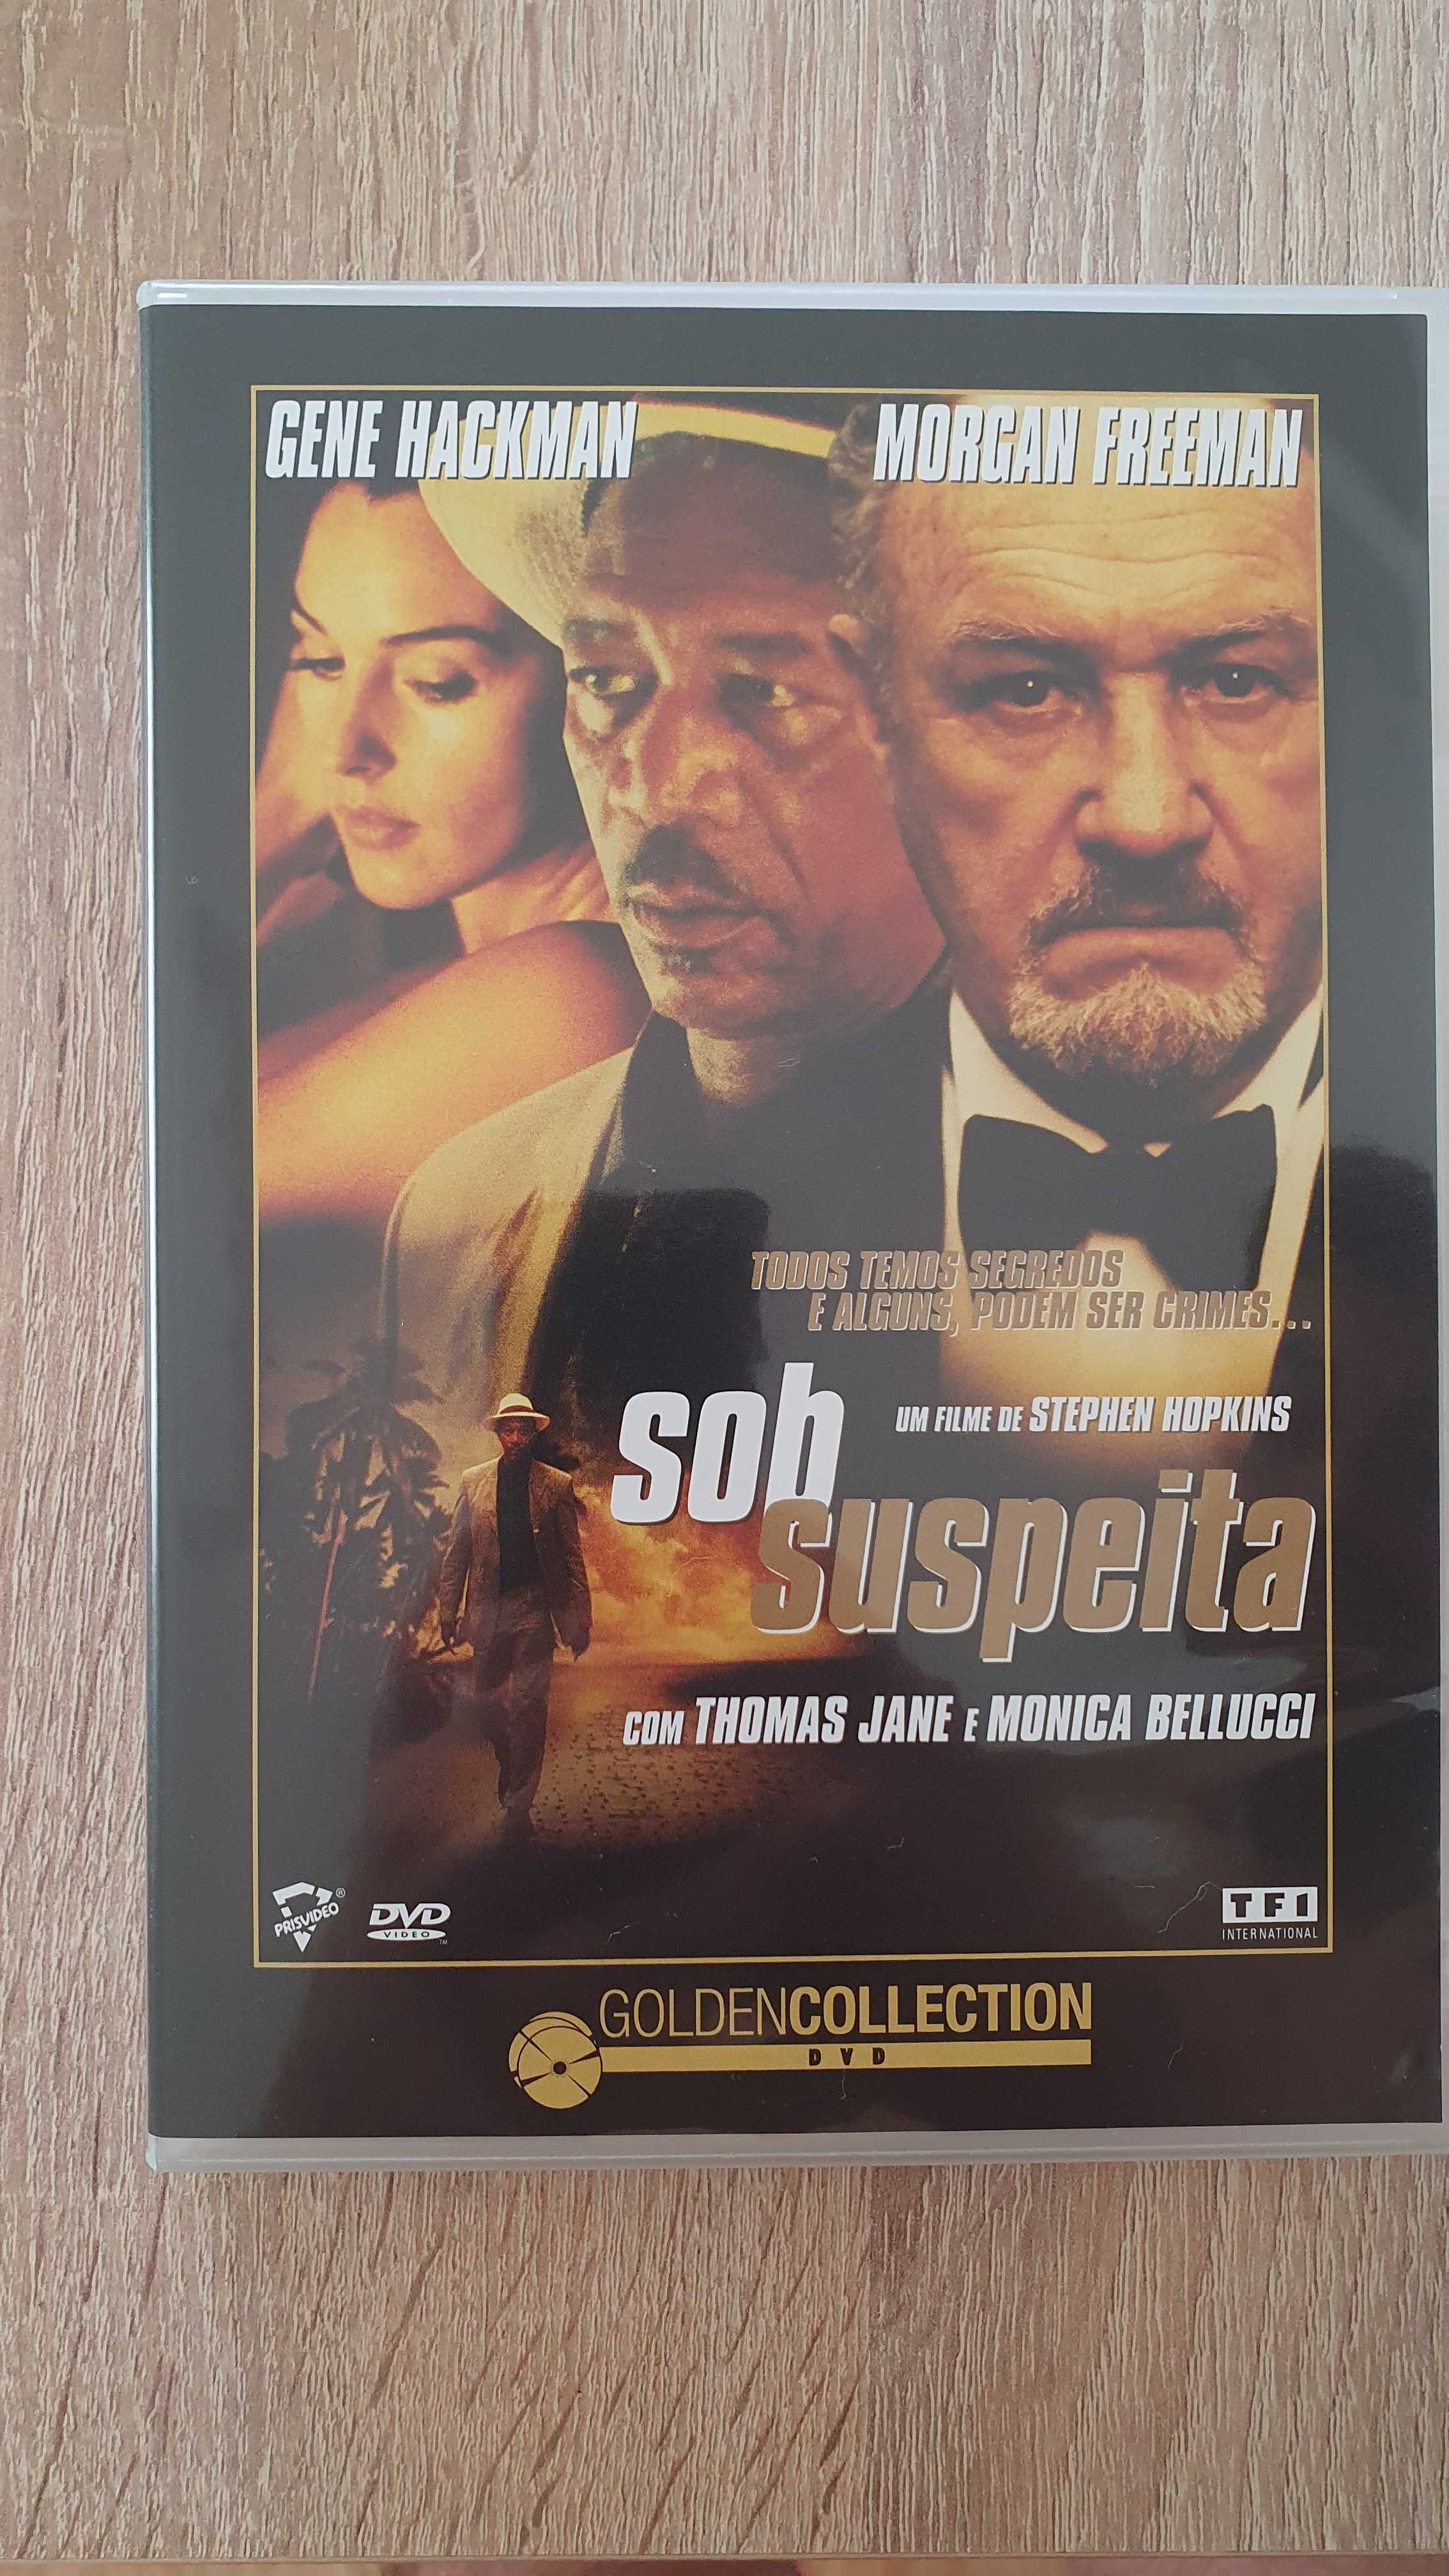 GENE HACKMAN MORGAN FREEMAN
TODOS TEMOS SEGREDOS
E ALGUNS, PODEM SER CRIMES...
UM FILME DE STEPHEN HOPKINS
sob
suspeita
COM THOMAS JANE E MONICA BELLUCCI
PRISVIDEO®
DVD
VIDEO™
TF1
INTERNATIONAL
GOLDENCOLLECTION
DVD